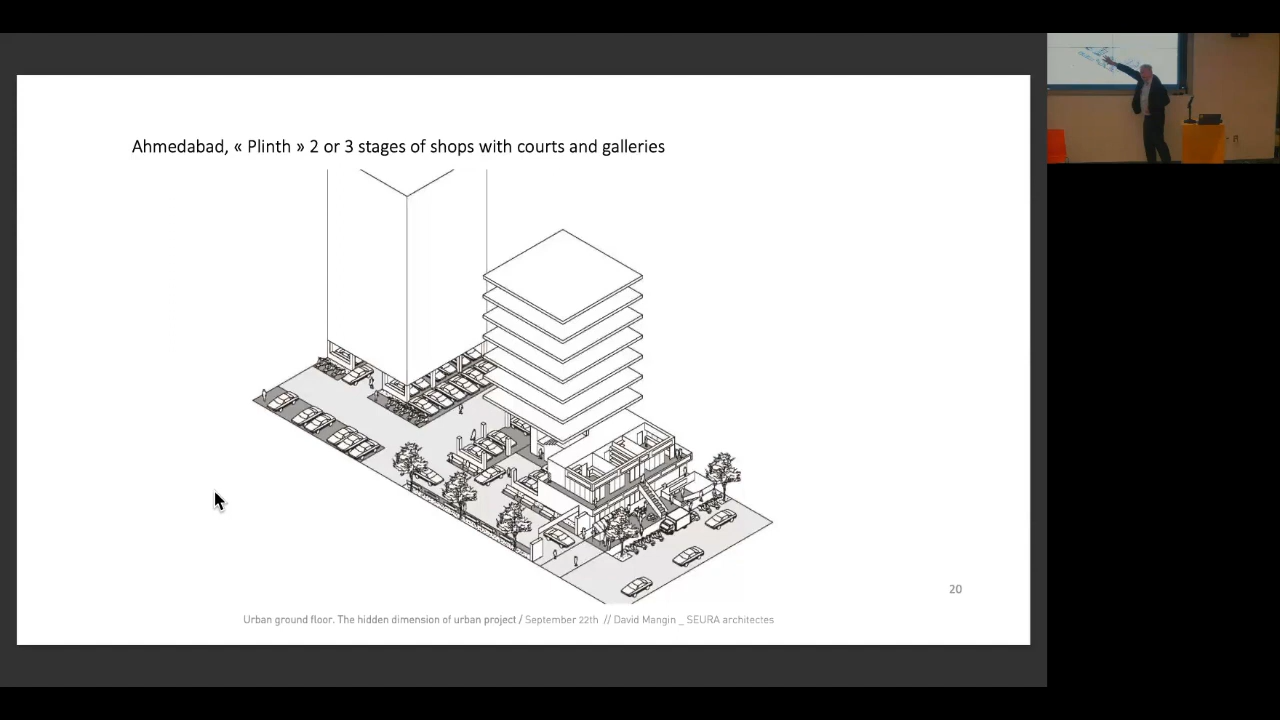 Ahmedabad, « Plinth » 2 or 3 stages of shops with courts and galleries
20
Urban ground floor. The hidden dimension of urban project / September 22th // David Mangin _ SEURA architectes